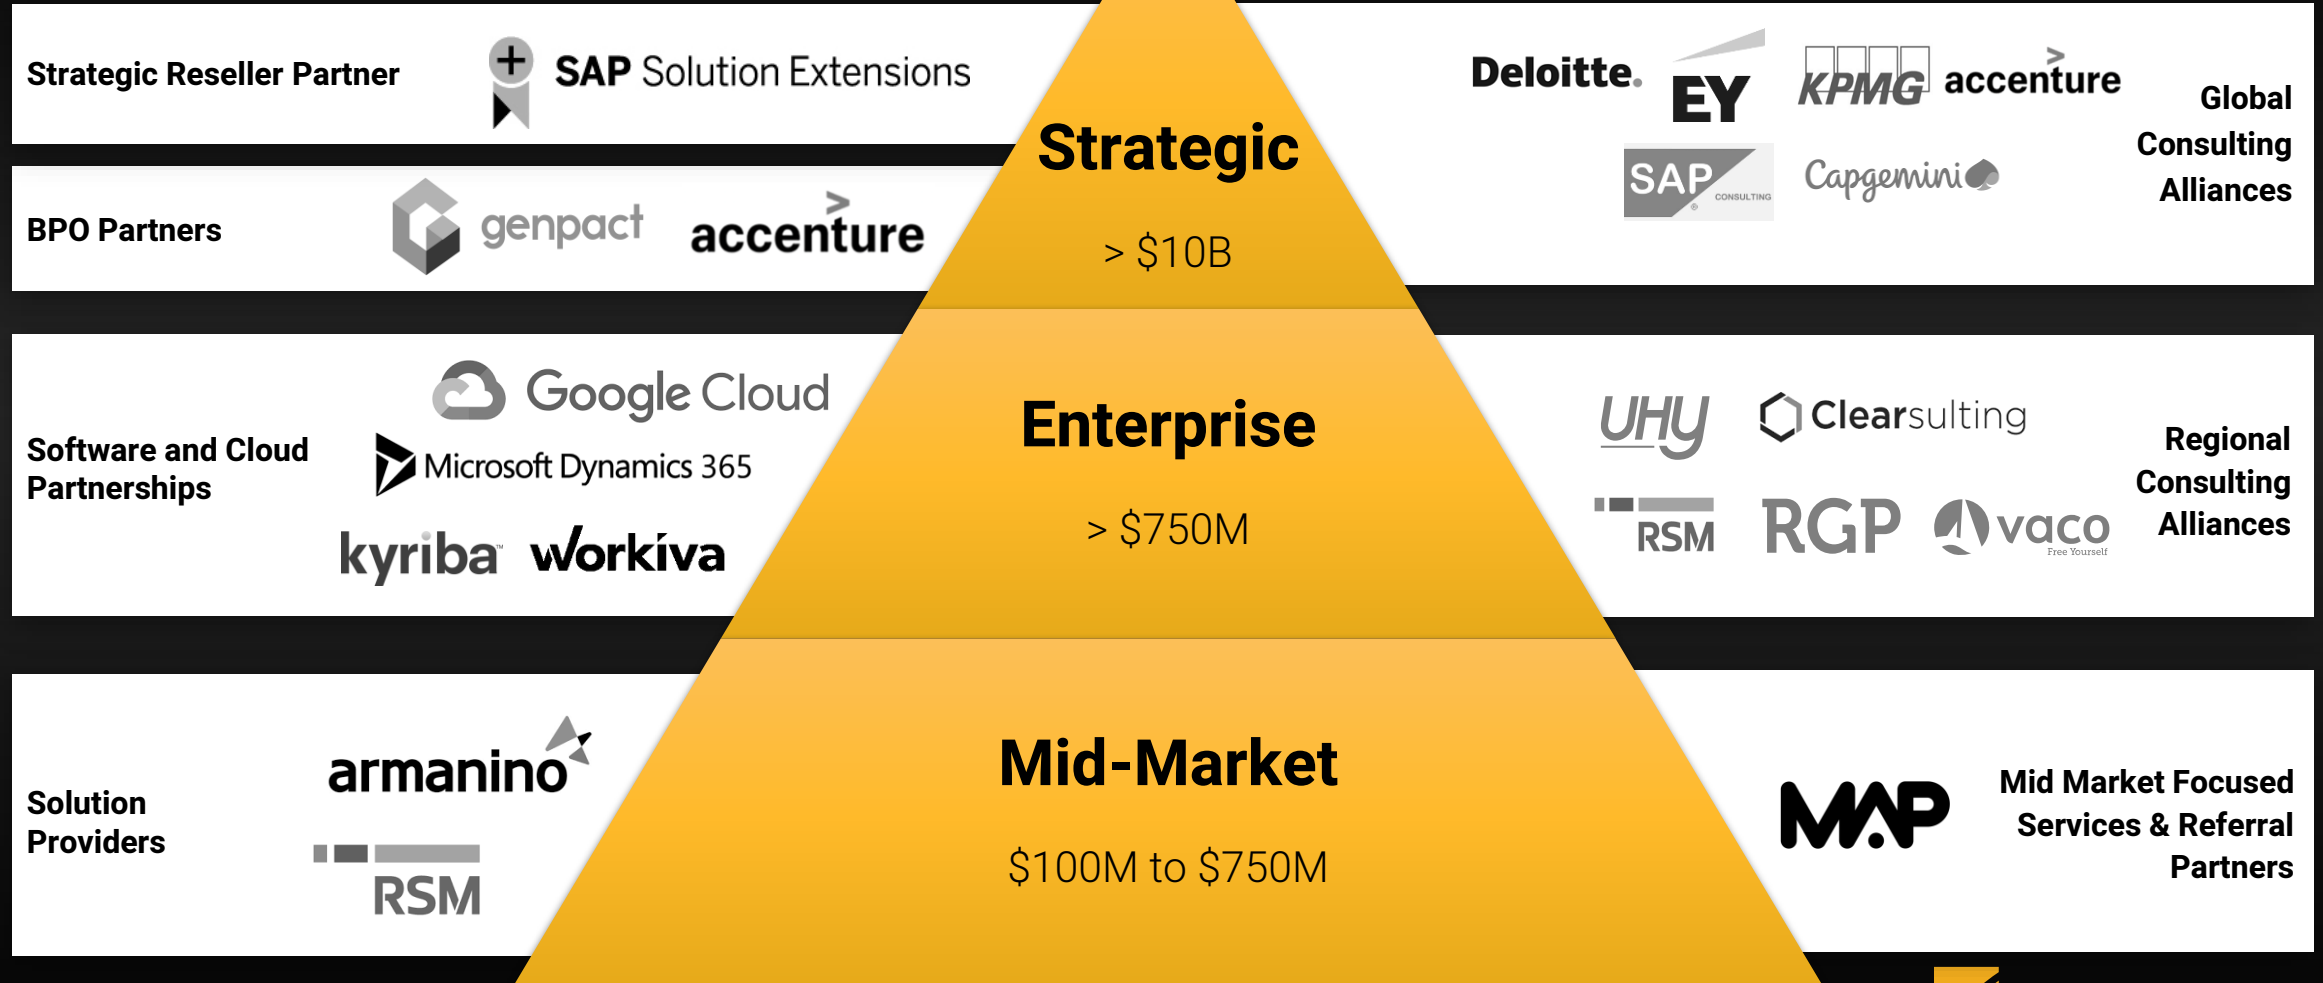 Strategic Reseller Partner
SAP Solution Extensions
BPO Partners
genpact
accenture
Strategic
> $10B
Deloitte.
EY
KPMG
accenture
SAP
®
CONSULTING
Capgemini
Global
Consulting
Alliances
Software and Cloud
Partnerships
Google Cloud
Microsoft Dynamics 365
kyriba™
workiva
Enterprise
> $750M
UHY
Clearsulting
RSM
RGP
vaco
Free Yourself
Regional
Consulting
Alliances
Solution
Providers
armanino
RSM
Mid-Market
$100M to $750M
MAP
Mid Market Focused
Services & Referral
Partners